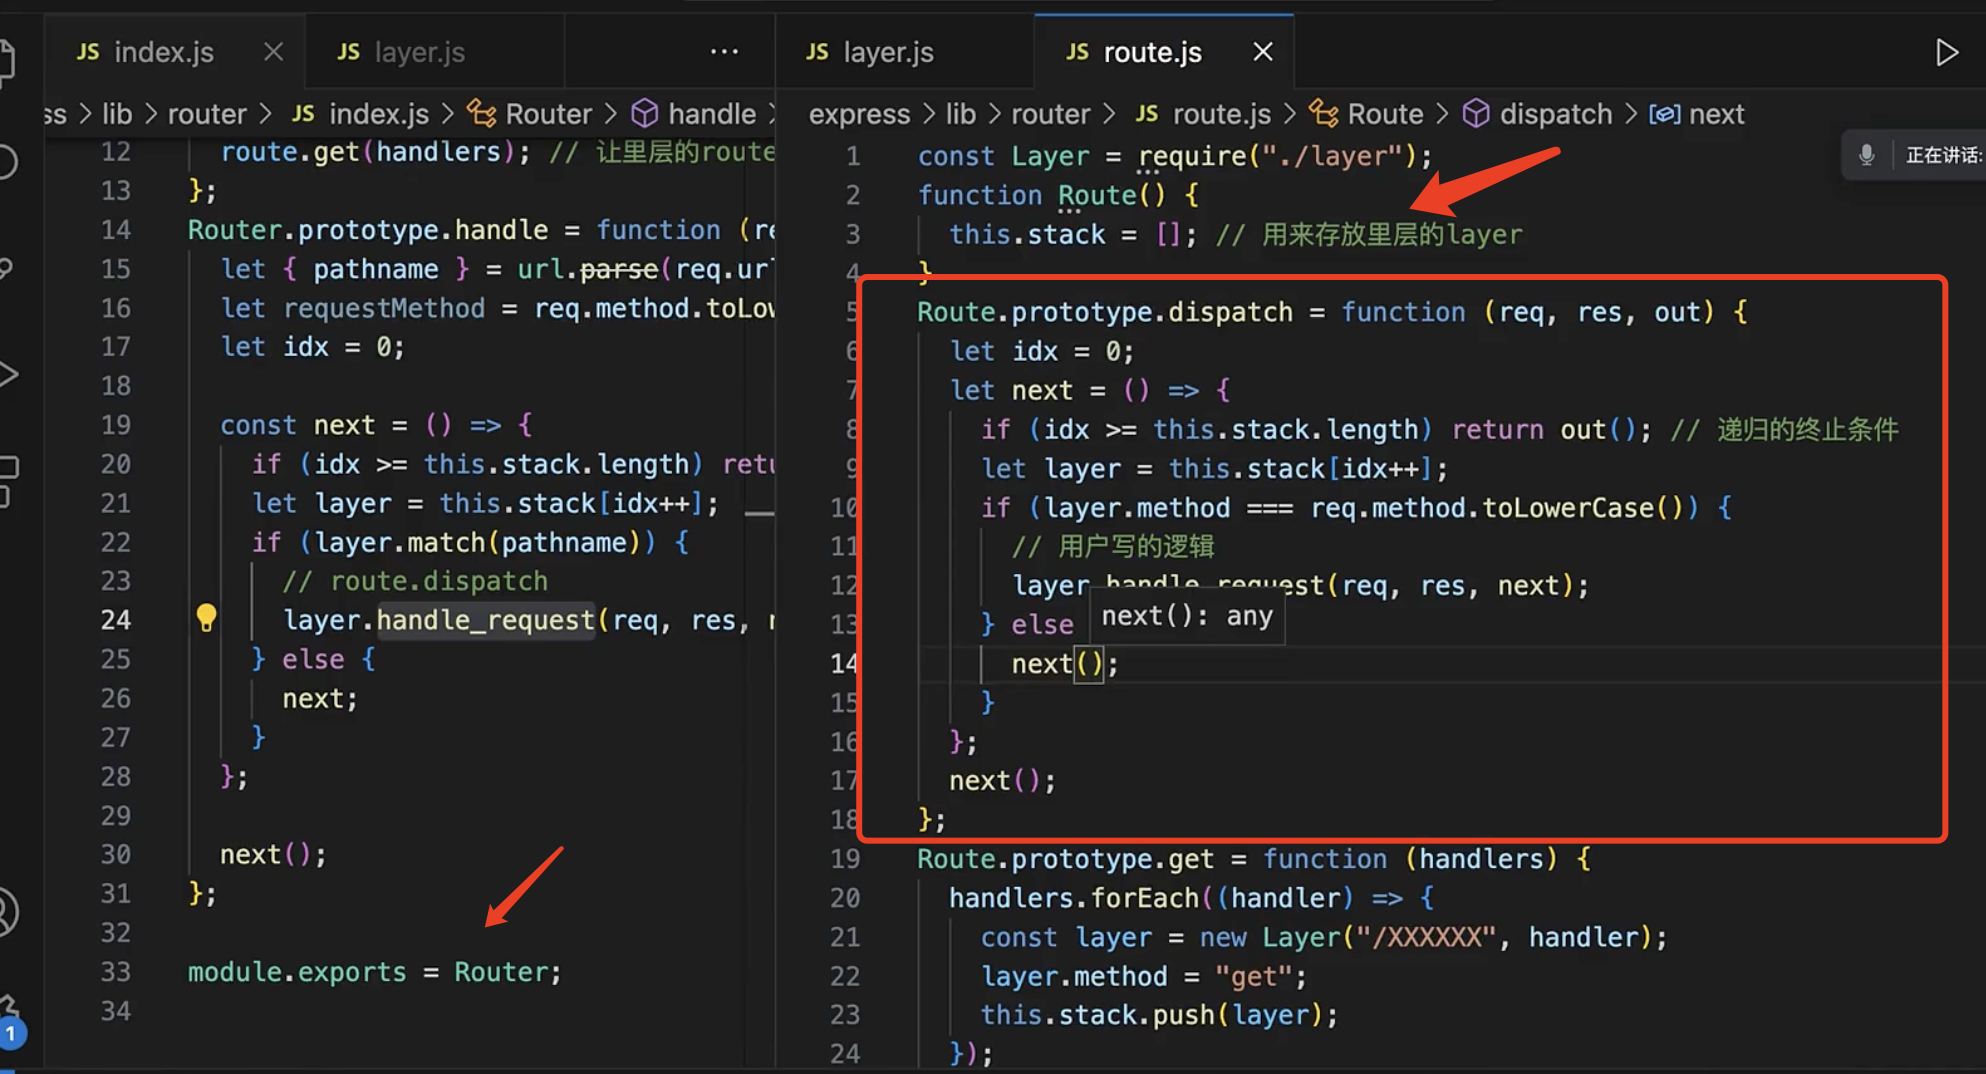 JS index.js
JS layer.js
JS layer.js
JS route.js
ss > lib > router > JS index.js > Router > handle >
12 route.get(handlers); // 让里层的route
13 };
14 Router.prototype.handle = function (re
15 let { pathname } = url.parse(req.url
16 let requestMethod = req.method.toLow
17 let idx = 0;
18
19 const next = () => {
20 if (idx >= this.stack.length) retu
21 let layer = this.stack[idx++];
22 if (layer.match(pathname)) {
23 // route.dispatch
24 layer.handle_request(req, res, n
25 } else {
26 next;
27 }
28 };
29
30 next();
31 };
32
33 module.exports = Router;
34
express > lib > router > JS route.js > Route > dispatch > next
1 const Layer = require("./layer");
2 function Route() {
3 this.stack = []; // 用来存放里层的layer
4 }
5 Route.prototype.dispatch = function (req, res, out) {
6 let idx = 0;
7 let next = () => {
8 if (idx >= this.stack.length) return out(); // 递归的终止条件
9 let layer = this.stack[idx++];
10 if (layer.method === req.method.toLowerCase()) {
11 // 用户写的逻辑
12 layer.handle_request(req, res, next);
13 } else
next(): any
14 next();
15 }
16 };
17 next();
18 };
19 Route.prototype.get = function (handlers) {
20 handlers.forEach((handler) => {
21 const layer = new Layer("/XXXXXX", handler);
22 layer.method = "get";
23 this.stack.push(layer);
24 });
正在讲话:
1